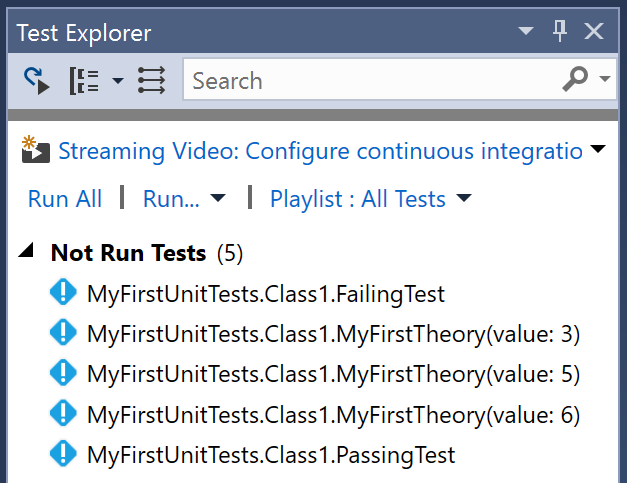 Test Explorer
Search
Streaming Video: Configure continuous integratio
Run All | Run... | Playlist : All Tests
Not Run Tests (5)
MyFirstUnitTests.Class1.FailingTest
MyFirstUnitTests.Class1.MyFirstTheory(value: 3)
MyFirstUnitTests.Class1.MyFirstTheory(value: 5)
MyFirstUnitTests.Class1.MyFirstTheory(value: 6)
MyFirstUnitTests.Class1.PassingTest